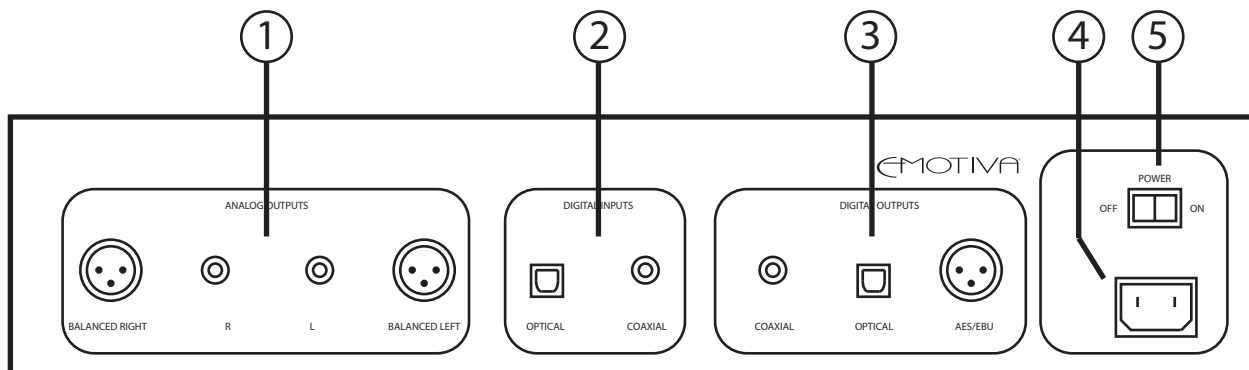 1 2 3 4 5
EMOTIVA
POWER
OFF ON
ANALOG OUTPUTS DIGITAL INPUTS DIGITAL OUTPUTS
BALANCED RIGHT R L BALANCED LEFT OPTICAL COAXIAL COAXIAL OPTICAL AES/EBU